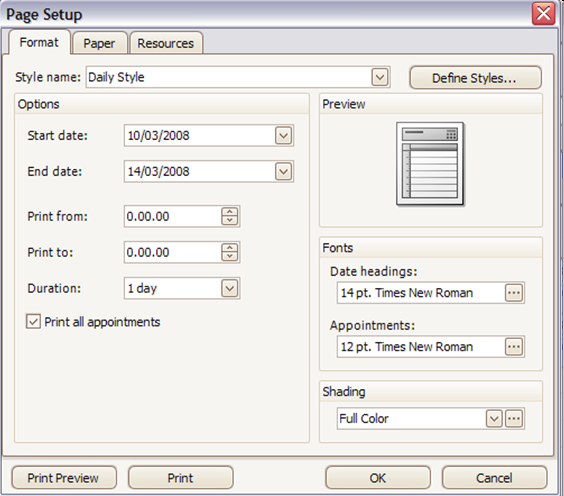 Page Setup
Format Paper Resources
Style name: Daily Style Define Styles...
Options
Start date: 10/03/2008
End date: 14/03/2008
Print from: 0.00.00
Print to: 0.00.00
Duration: 1 day
Print all appointments
Preview
Fonts
Date headings:
14 pt. Times New Roman
Appointments:
12 pt. Times New Roman
Shading
Full Color
Print Preview Print OK Cancel